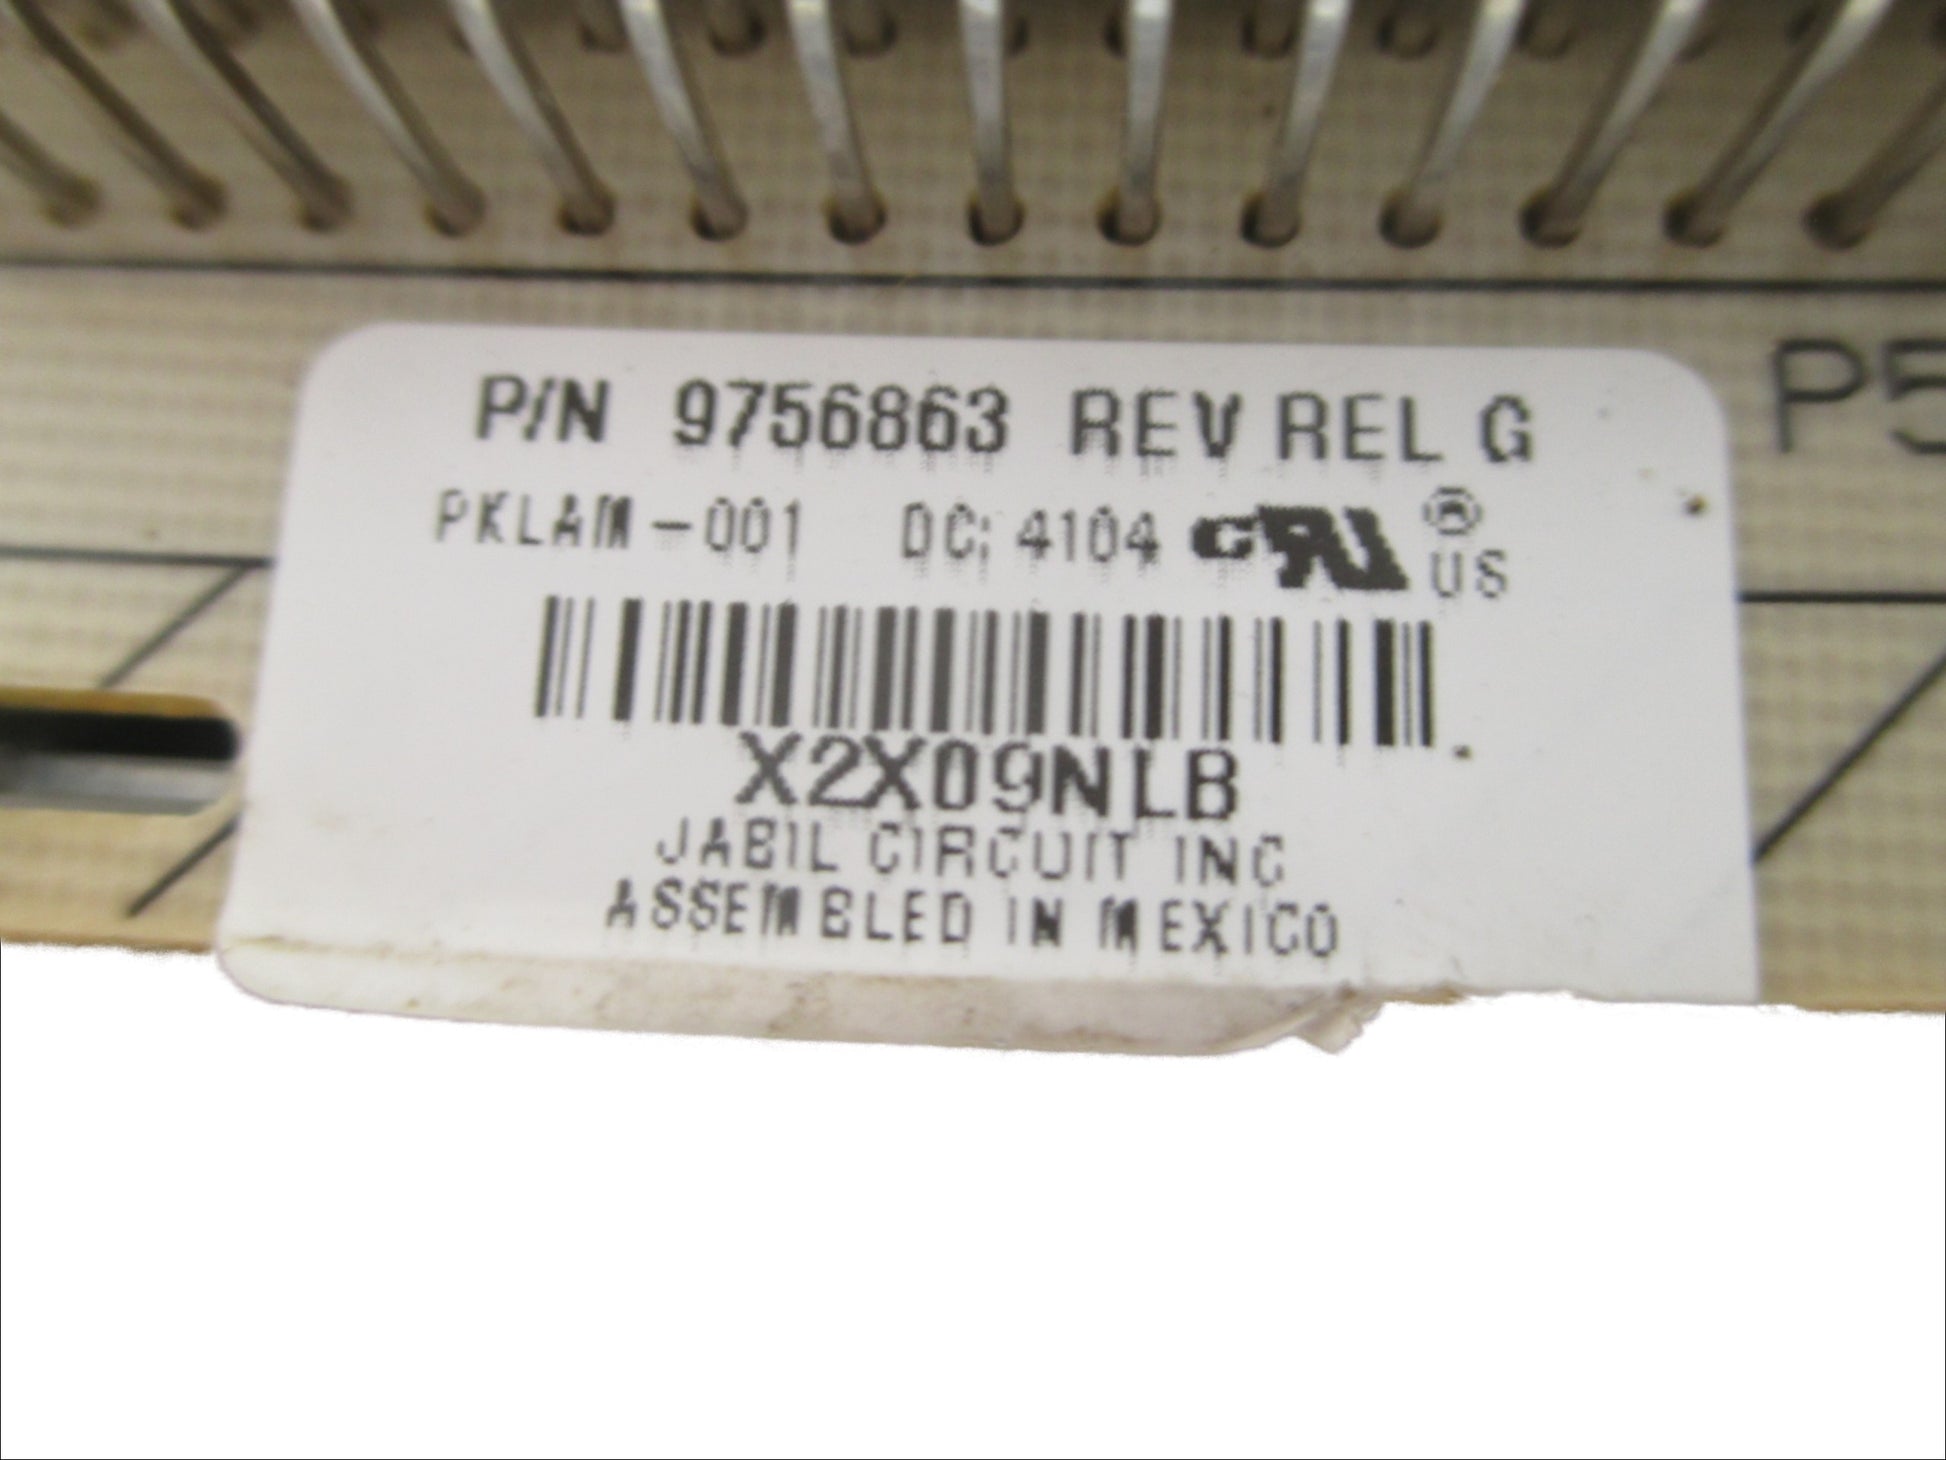 P/N 9756863 REV REL G
PKLAM-001 DC: 4104 ® US
X2X09NLB
JABIL CIRCUIT INC
ASSEMBLED IN MEXICO
P5